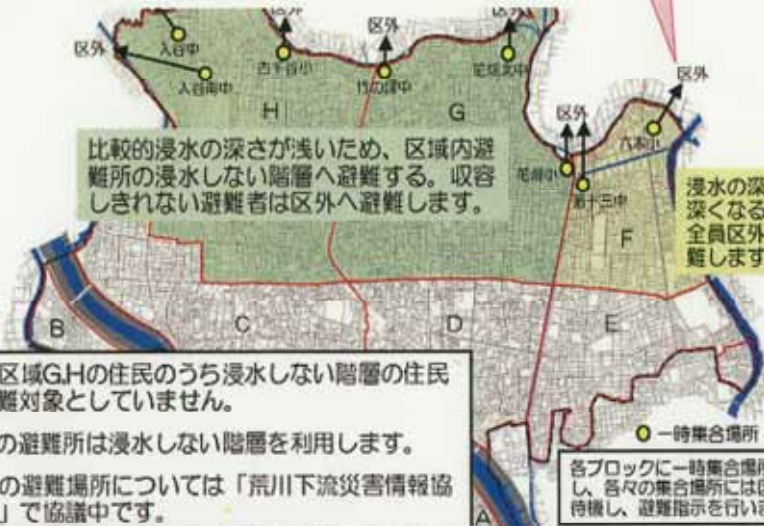 区外
区外
区外
区外
入谷中
古千谷小
竹の塚中
花畑北中
区外
入谷南中
H
G
区外
六木小
比較的浸水の深さが浅いため、区域内避
難所の浸水しない階層へ避難する。収容
しきれない避難者は区外へ避難します。
第十三中
F
浸水の深
深くなる
全員区外
難します
B
C
D
E
区域G,Hの住民のうち浸水しない階層の住民
難対象としていません。
の避難所は浸水しない階層を利用します。
の避難場所については「荒川下流災害情報協
」で協議中です。
A
一時集合場所
各ブロックに一時集合場所
し、各々の集合場所には区
待機し、避難指示を行いま